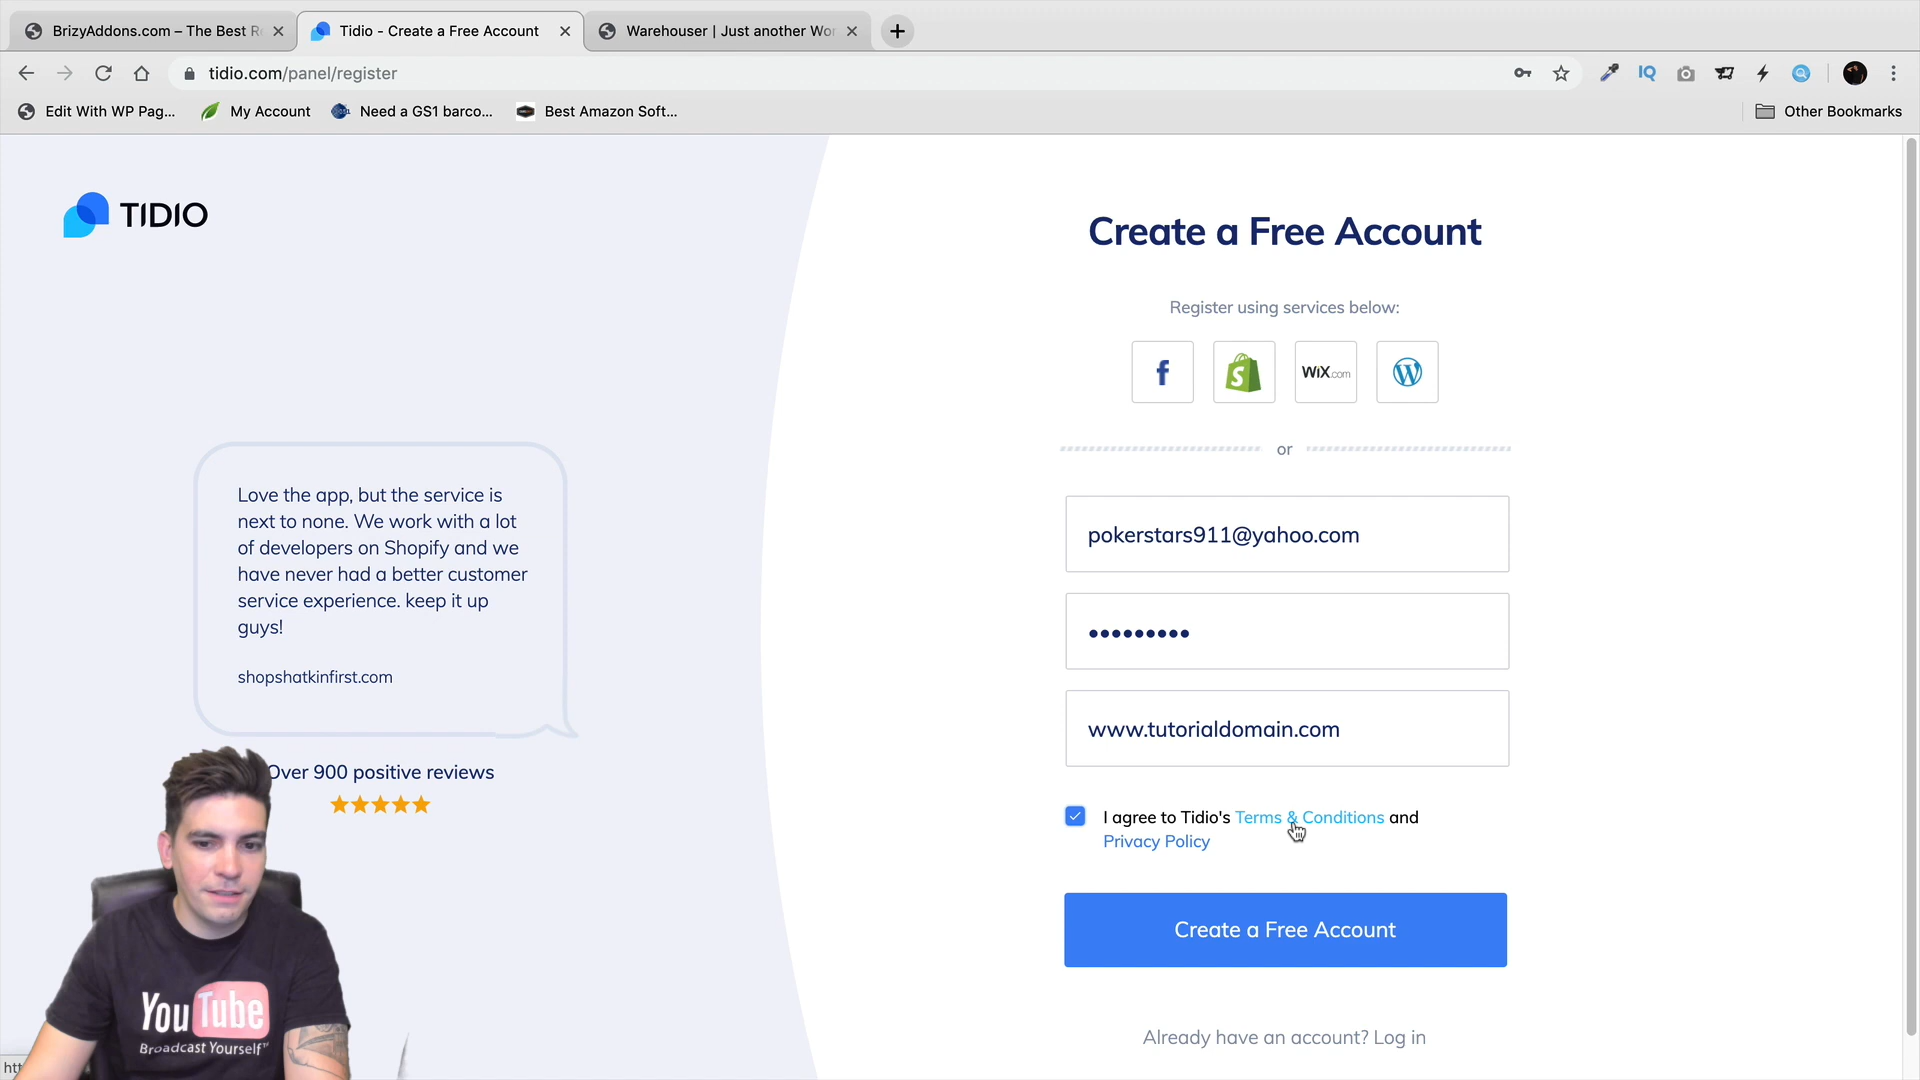 BrizyAddons.com – The Best R
Tidio - Create a Free Account
Warehouser | Just another Wo
tidio.com/panel/register
IQ
Edit With WP Pag...
My Account
Need a GS1 barco...
Best Amazon Soft...
Other Bookmarks
TIDIO
Create a Free Account
Register using services below:
WiX.com
or
pokerstars911@yahoo.com
•••••••••
www.tutorialdomain.com
I agree to Tidio's Terms & Conditions and
Privacy Policy
Create a Free Account
Already have an account? Log in
Love the app, but the service is
next to none. We work with a lot
of developers on Shopify and we
have never had a better customer
service experience. keep it up
guys!
shopshatkinfirst.com
Over 900 positive reviews
YouTube
Broadcast Yourself™